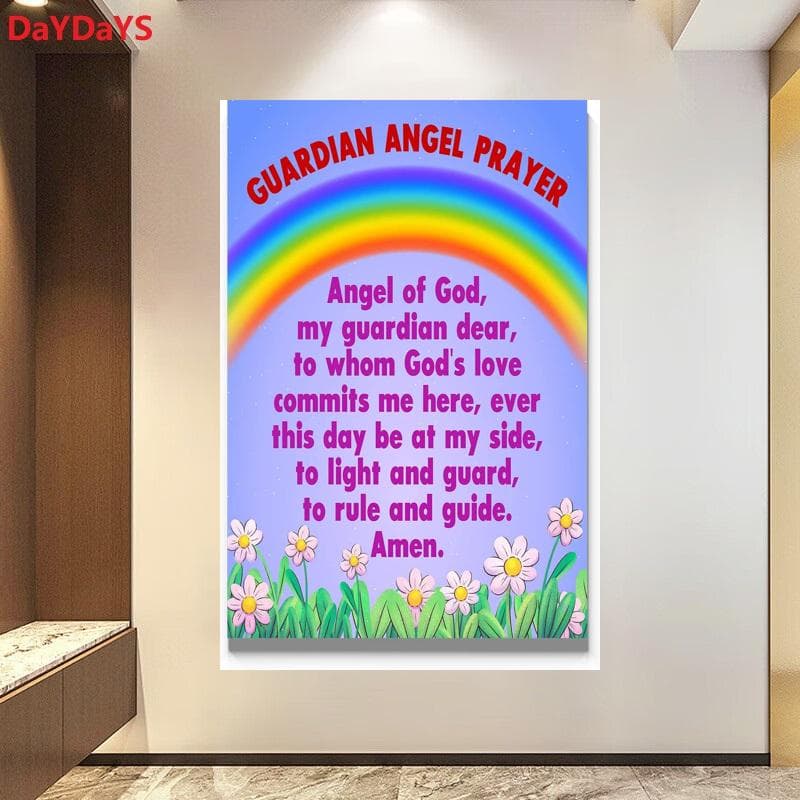 DaYDaYS
GUARDIAN ANGEL PRAYER
Angel of God,
my guardian dear,
to whom God's love
commits me here, ever
this day be at my side,
to light and guard,
to rule and guide.
Amen.